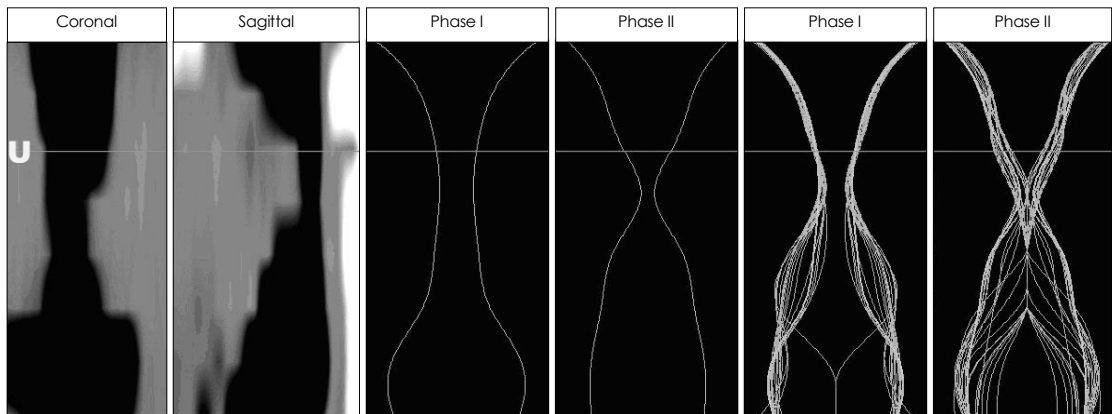 Coronal
Sagittal
Phase I
Phase II
Phase I
Phase II
U